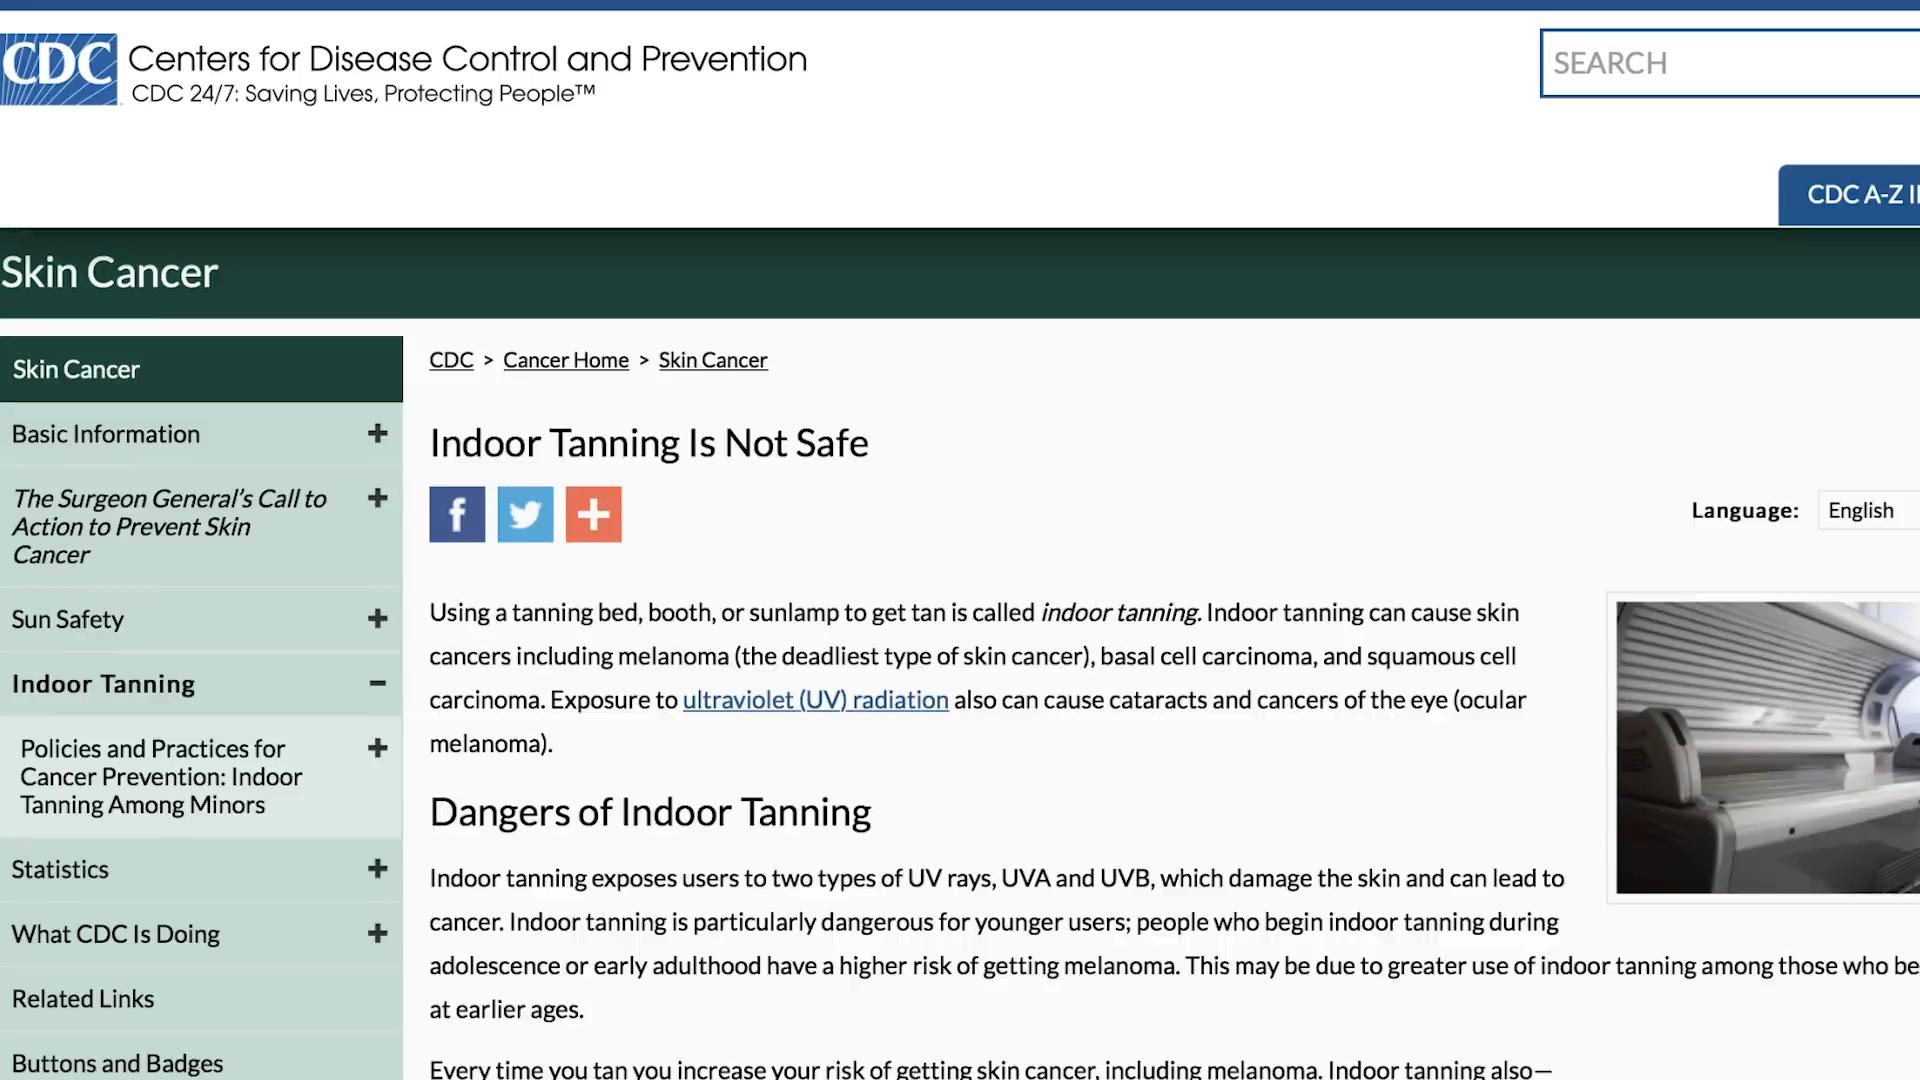 CDC Centers for Disease Control and Prevention
CDC 24/7: Saving Lives, Protecting People™
SEARCH
CDC A-Z
Skin Cancer
Skin Cancer
Basic Information
The Surgeon General's Call to
Action to Prevent Skin
Cancer
Sun Safety
Indoor Tanning
Policies and Practices for
Cancer Prevention: Indoor
Tanning Among Minors
Statistics
What CDC Is Doing
Related Links
Buttons and Badges
CDC > Cancer Home > Skin Cancer
Indoor Tanning Is Not Safe
Language: English
Using a tanning bed, booth, or sunlamp to get tan is called indoor tanning. Indoor tanning can cause skin
cancers including melanoma (the deadliest type of skin cancer), basal cell carcinoma, and squamous cell
carcinoma. Exposure to ultraviolet (UV) radiation also can cause cataracts and cancers of the eye (ocular
melanoma).
Dangers of Indoor Tanning
Indoor tanning exposes users to two types of UV rays, UVA and UVB, which damage the skin and can lead to
cancer. Indoor tanning is particularly dangerous for younger users; people who begin indoor tanning during
adolescence or early adulthood have a higher risk of getting melanoma. This may be due to greater use of indoor tanning among those who
at earlier ages.
Every time you tan you increase your risk of getting skin cancer, including melanoma. Indoor tanning also—